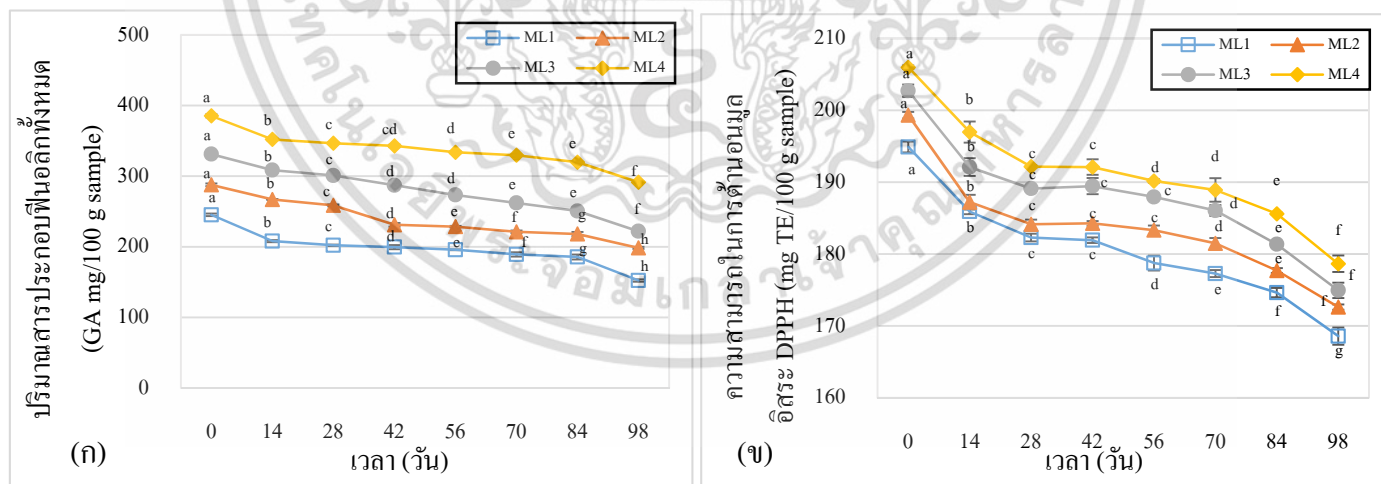 ปริมาณสารประกอบฟีนอลิกทั้งหมด
(GA mg/100 g sample)
500
400
300
200
100
0
ML1 ML2
ML3 ML4
a b c cd d e e f
a b c d d e e f
a b c d e f g h
a b c d e f g h
0 14 28 42 56 70 84 98
(ก) เวลา (วัน)
ความสามารถในการต้านอนุมูล
อิสระ DPPH (mg TE/100 g sample)
210
200
190
180
170
160
ML1 ML2
ML3 ML4
a b c c d d e f
a b c c c d e f
a b c c c d e f
a b c c d e f g
0 14 28 42 56 70 84 98
(ข) เวลา (วัน)